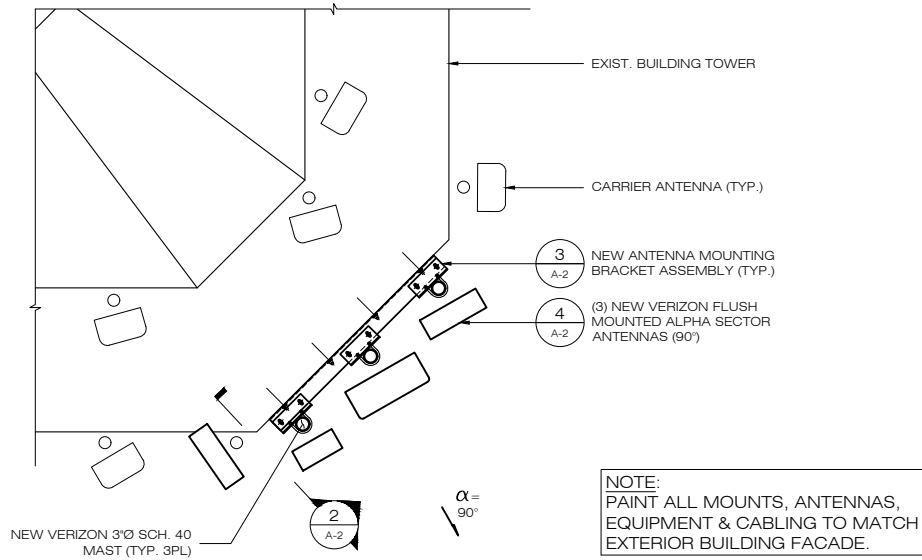 EXIST. BUILDING TOWER
CARRIER ANTENNA (TYP.)
3
A-2
NEW ANTENNA MOUNTING
BRACKET ASSEMBLY (TYP.)
4
A-2
(3) NEW VERIZON FLUSH
MOUNTED ALPHA SECTOR
ANTENNAS (90°)
2
A-2
α=
90°
NEW VERIZON 3"Ø SCH. 40
MAST (TYP. 3PL)
NOTE:
PAINT ALL MOUNTS, ANTENNAS,
EQUIPMENT & CABLING TO MATCH
EXTERIOR BUILDING FACADE.